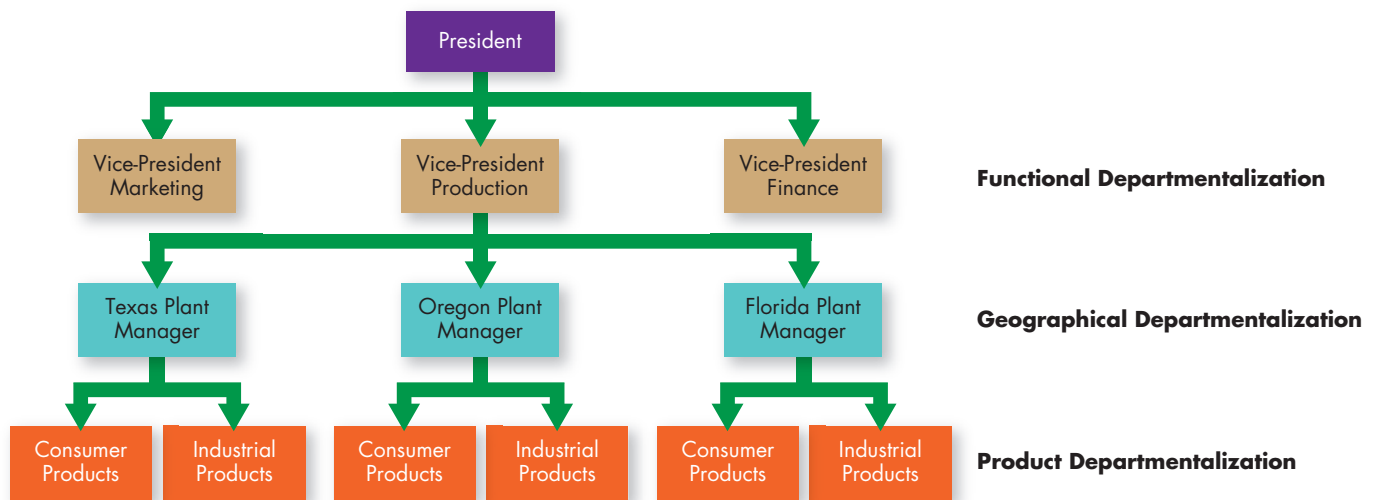 President
Vice-President
Marketing
Vice-President
Production
Vice-President
Finance
Functional Departmentalization
Texas Plant
Manager
Oregon Plant
Manager
Florida Plant
Manager
Geographical Departmentalization
Consumer
Products
Industrial
Products
Consumer
Products
Industrial
Products
Consumer
Products
Industrial
Products
Product Departmentalization